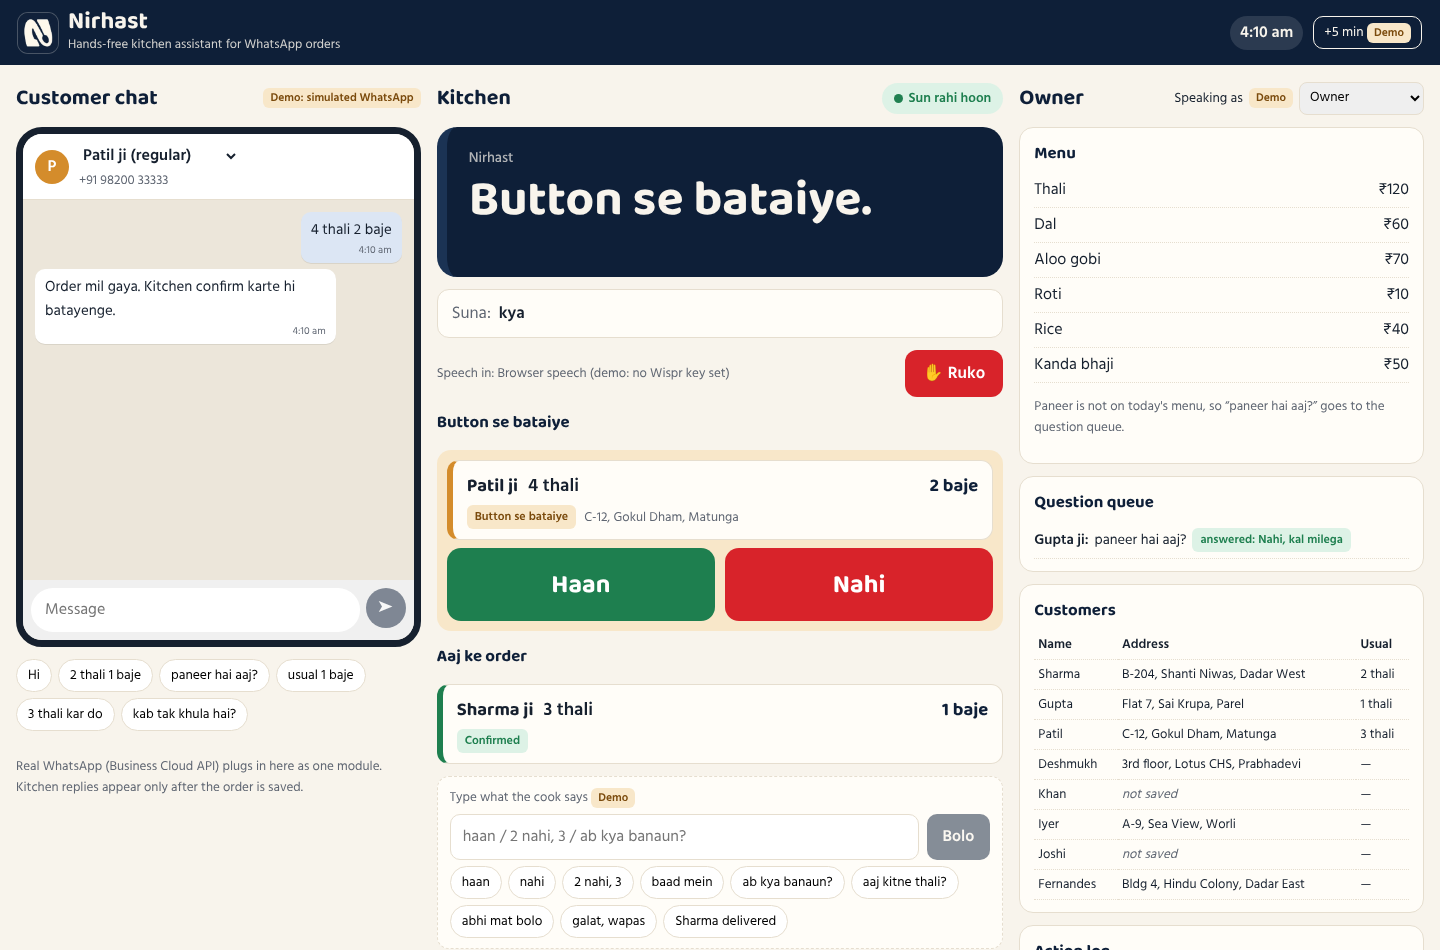 Nirhast
Hands-free kitchen assistant for WhatsApp orders
4:10 am
+5 min Demo
Customer chat
Demo: simulated WhatsApp
P
Patil ji (regular)
+91 98200 33333
4 thali 2 baje
4:10 am
Order mil gaya. Kitchen confirm karte hi
batayenge.
4:10 am
Message
Hi
2 thali 1 baje
paneer hai aaj?
usual 1 baje
3 thali kar do
kab tak khula hai?
Real WhatsApp (Business Cloud API) plugs in here as one module.
Kitchen replies appear only after the order is saved.
Kitchen
Sun rahi hoon
Nirhast
Button se bataiye.
Suna: kya
Speech in: Browser speech (demo: no Wispr key set)
Ruko
Button se bataiye
Patil ji 4 thali
2 baje
Button se bataiye
C-12, Gokul Dham, Matunga
Haan
Nahi
Aaj ke order
Sharma ji 3 thali
1 baje
Confirmed
Type what the cook says Demo
haan / 2 nahi, 3 / ab kya banaun?
Bolo
haan
nahi
2 nahi, 3
baad mein
ab kya banaun?
aaj kitne thali?
abhi mat bolo
galat, wapas
Sharma delivered
Owner
Speaking as Demo
Owner
Menu
Thali ₹120
Dal ₹60
Aloo gobi ₹70
Roti ₹10
Rice ₹40
Kanda bhaji ₹50
Paneer is not on today's menu, so “paneer hai aaj?” goes to the
question queue.
Question queue
Gupta ji: paneer hai aaj? answered: Nahi, kal milega
Customers
Name Address Usual
Sharma B-204, Shanti Niwas, Dadar West 2 thali
Gupta Flat 7, Sai Krupa, Parel 1 thali
Patil C-12, Gokul Dham, Matunga 3 thali
Deshmukh 3rd floor, Lotus CHS, Prabhadevi —
Khan not saved —
Iyer A-9, Sea View, Worli —
Joshi not saved —
Fernandes Bldg 4, Hindu Colony, Dadar East —
Action log